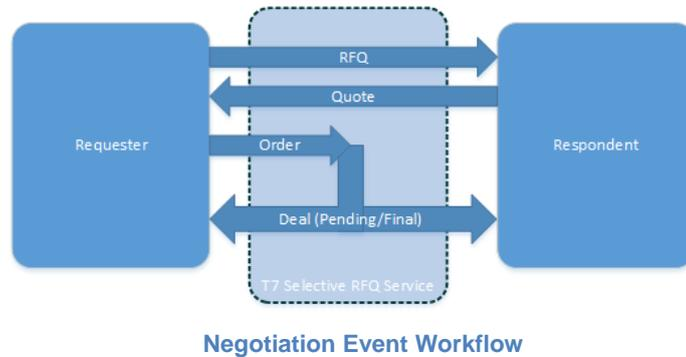 RFQ
Quote
Requester
Order
Respondent
Deal (Pending/Final)
T7 Selective RFQ Service
Negotiation Event Workflow